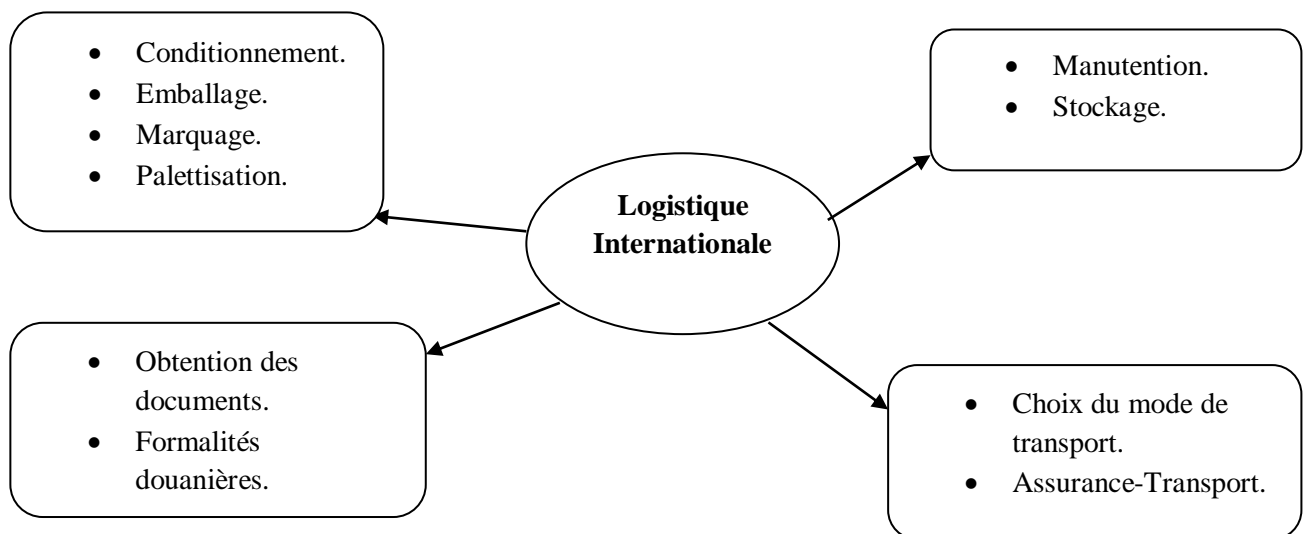 • Conditionnement.
• Emballage.
• Marquage.
• Palettisation.
• Manutention.
• Stockage.
Logistique
Internationale
• Obtention des
documents.
• Formalités
douanières.
• Choix du mode de
transport.
• Assurance-Transport.